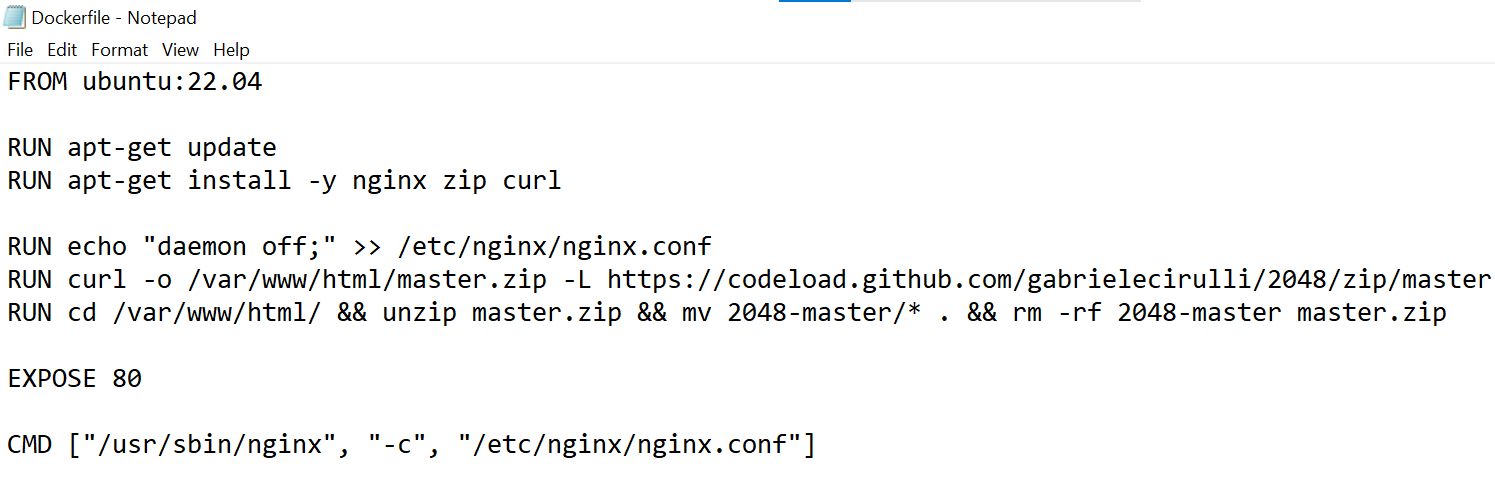 Dockerfile - Notepad
File Edit Format View Help
FROM ubuntu:22.04
RUN apt-get update
RUN apt-get install -y nginx zip curl
RUN echo "daemon off;" >> /etc/nginx/nginx.conf
RUN curl -o /var/www/html/master.zip -L https://codeload.github.com/gabrielecirulli/2048/zip/master
RUN cd /var/www/html/ && unzip master.zip && mv 2048-master/* . && rm -rf 2048-master master.zip
EXPOSE 80
CMD ["/usr/sbin/nginx", "-c", "/etc/nginx/nginx.conf"]